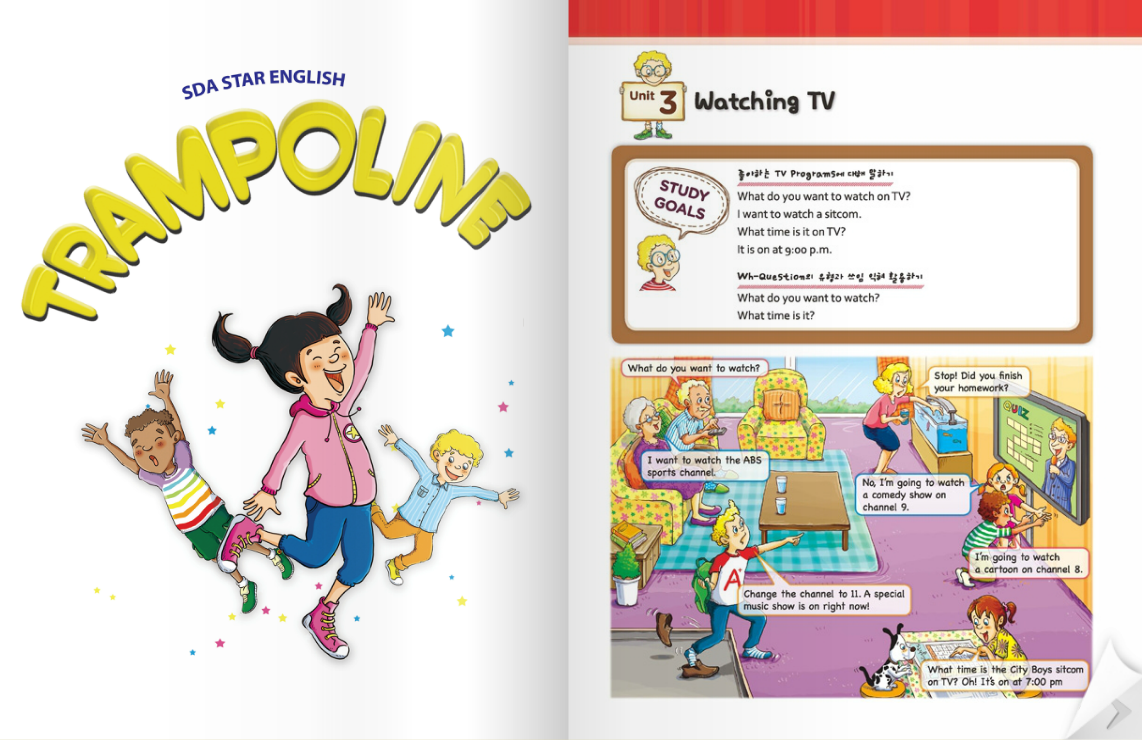 SDA STAR ENGLISH
TRAMPOLINE
Unit 3
Watching TV
STUDY
GOALS
좋아하는 TV Programs에 대해 말하기
What do you want to watch on TV?
I want to watch a sitcom.
What time is it on TV?
It is on at 9:00 p.m.
Wh-Question의 유형과 쓰임 익혀 활용하기
What do you want to watch?
What time is it?
What do you want to watch?
Stop! Did you finish
your homework?
QUIZ
I want to watch the ABS
sports channel.
No, I'm going to watch
a comedy show on
channel 9.
I'm going to watch
a cartoon on channel 8.
A
Change the channel to 11. A special
music show is on right now!
What time is the City Boys sitcom
on TV? Oh! It's on at 7:00 pm